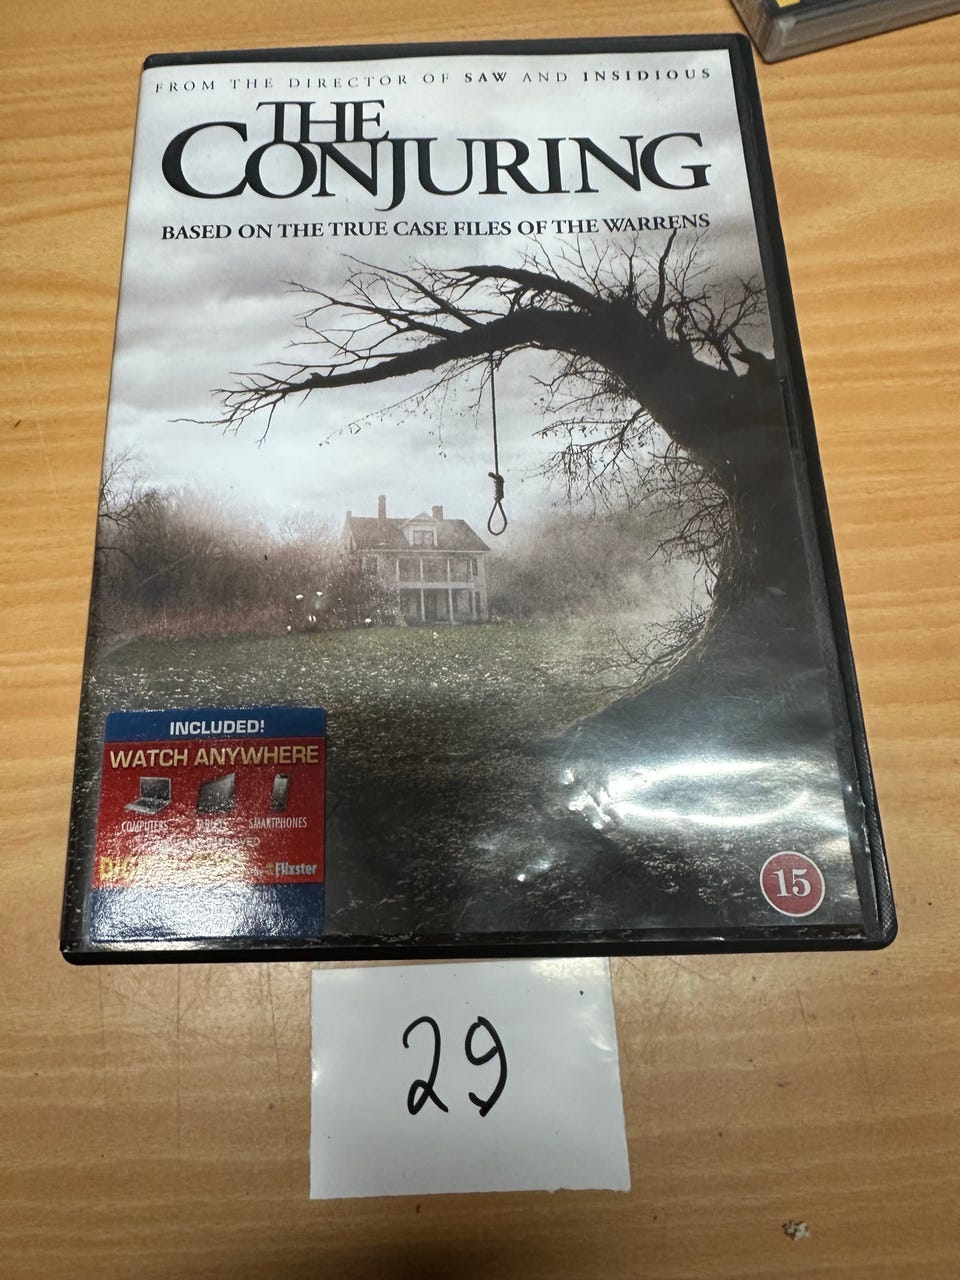 FROM THE DIRECTOR OF SAW AND INSIDIOUS
THE
CONJURING
BASED ON THE TRUE CASE FILES OF THE WARRENS
INCLUDED!
WATCH ANYWHERE
COMPUTERS TABLETS SMARTPHONES
Flixster
15
29